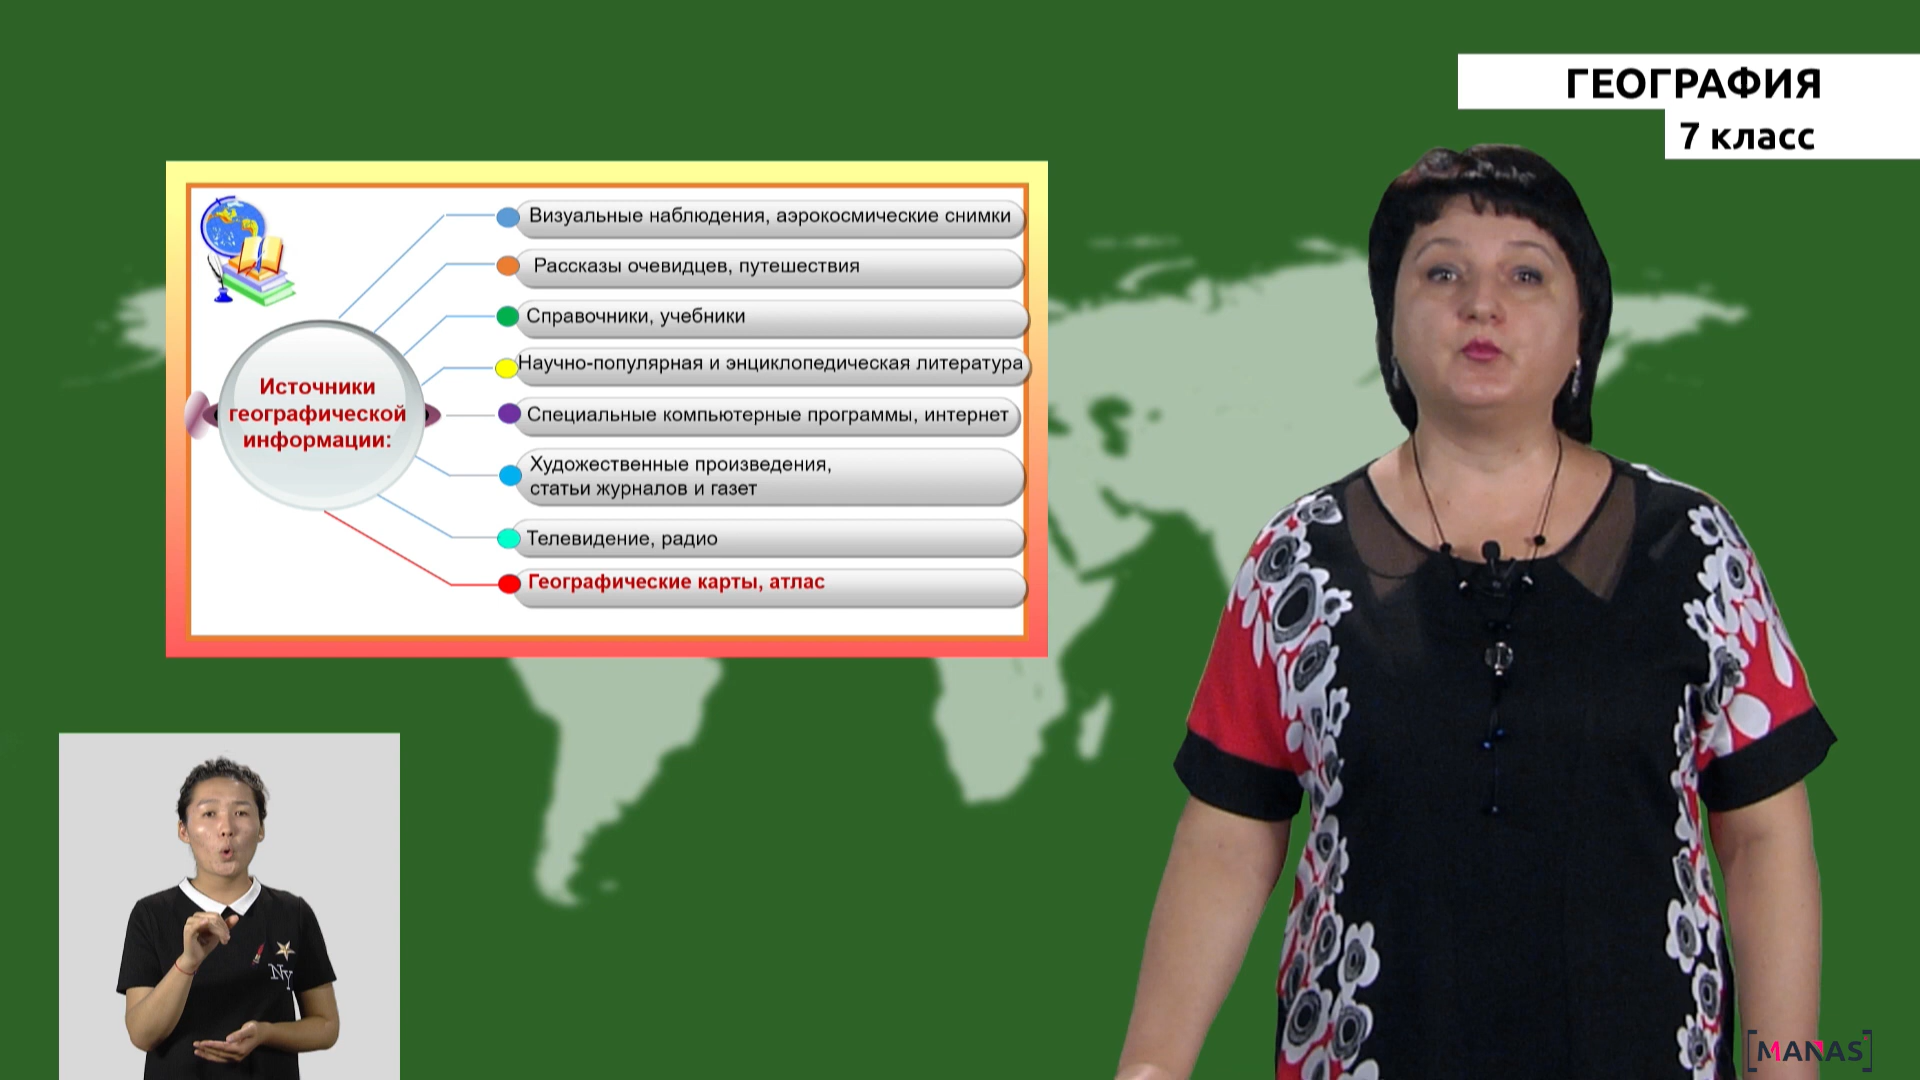 ГЕОГРАФИЯ
7 класс
Источники
географической
информации:
Визуальные наблюдения, аэрокосмические снимки
Рассказы очевидцев, путешествия
Справочники, учебники
Научно-популярная и энциклопедическая литература
Специальные компьютерные программы, интернет
Художественные произведения,
статьи журналов и газет
Телевидение, радио
Географические карты, атлас
NY
[MANAS]